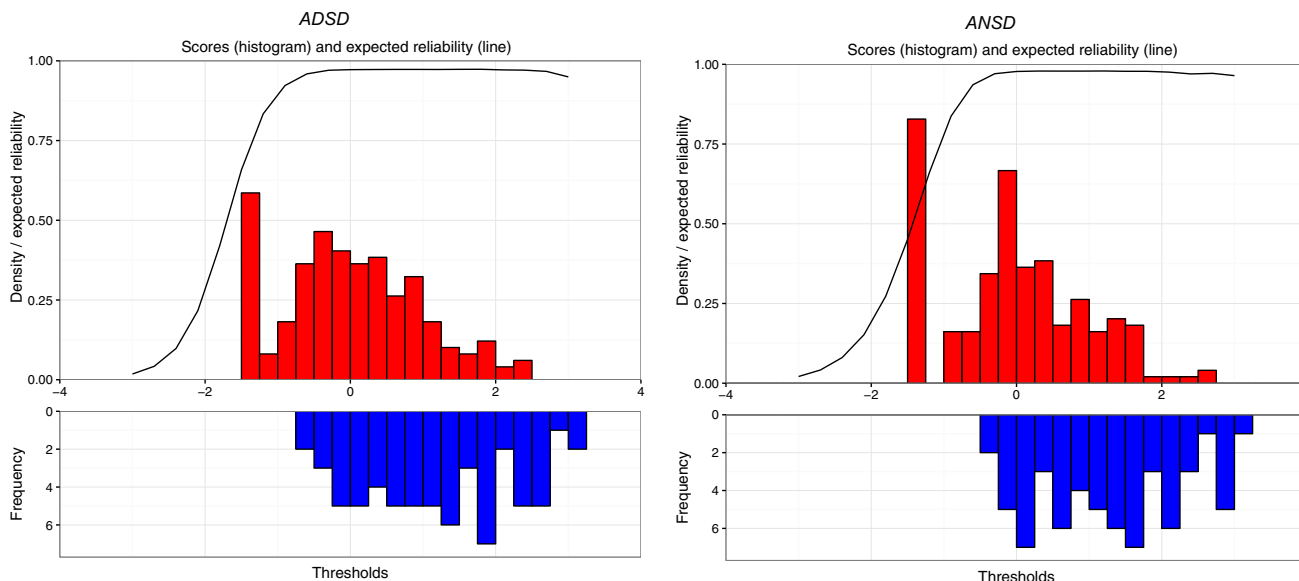 ADSD
Scores (histogram) and expected reliability (line)
Density / expected reliability
1.00
0.75
0.50
0.25
0.00
−4
−2
0
2
4
Frequency
0
2
4
6
Thresholds
ANSD
Scores (histogram) and expected reliability (line)
Density / expected reliability
1.00
0.75
0.50
0.25
0.00
−4
−2
0
2
Frequency
0
2
4
6
Thresholds